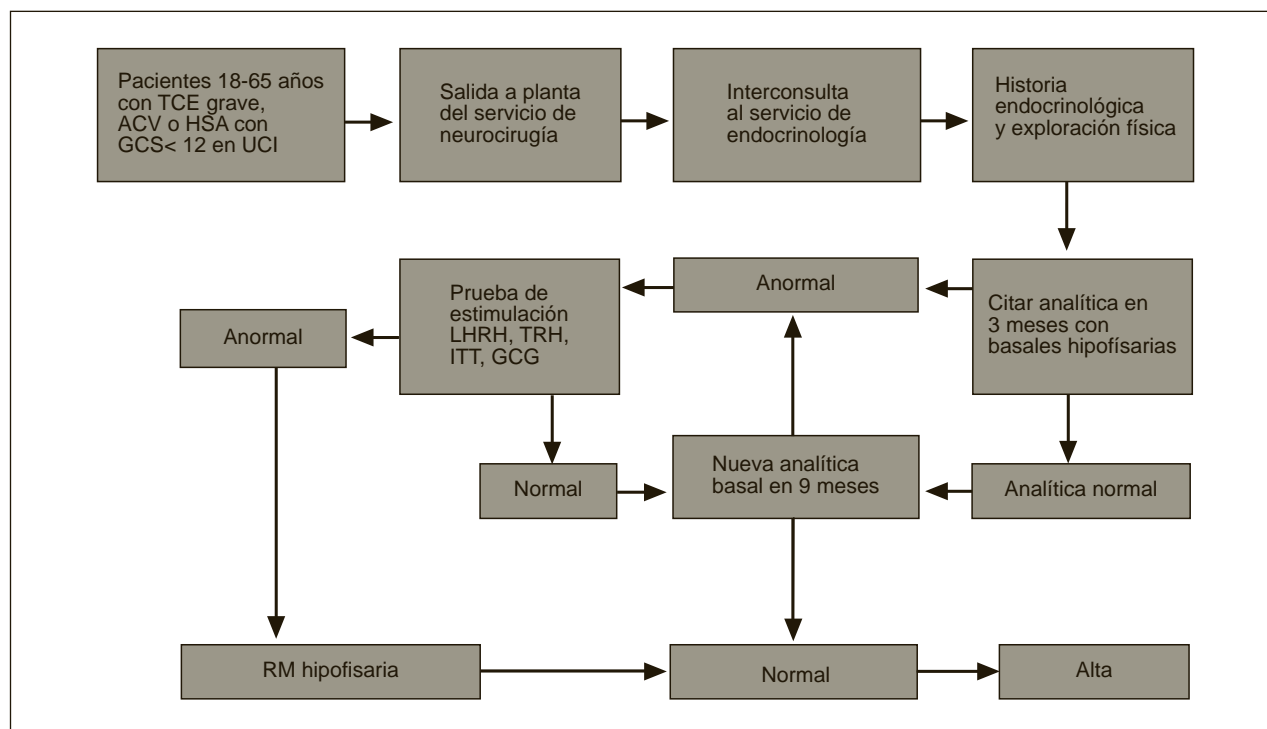 Pacientes 18-65 años
con TCE grave,
ACV o HSA con
GCS< 12 en UCI
Salida a planta
del servicio de
neurocirugía
Interconsulta
al servicio de
endocrinología
Historia
endocrinológica
y exploración física
Citar analítica en
3 meses con
basales hipofísarias
Anormal
Prueba de
estimulación
LHRH, TRH,
ITT, GCG
Anormal
Normal
Nueva analítica
basal en 9 meses
Analítica normal
RM hipofisaria
Normal
Alta